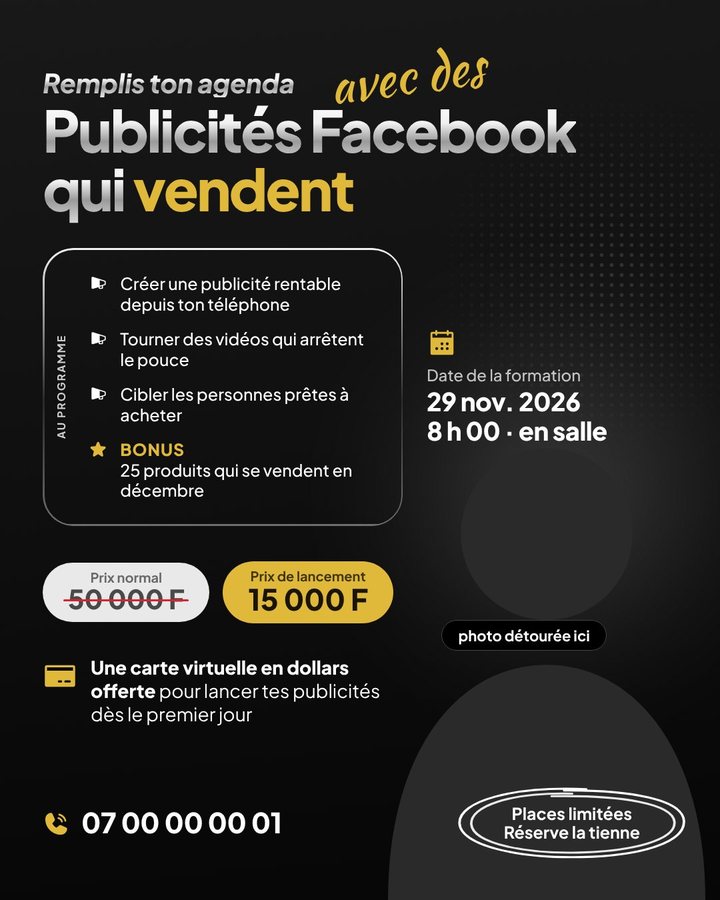 Remplis ton agenda avec des
Publicités Facebook
qui vendent
AU PROGRAMME
Créer une publicité rentable
depuis ton téléphone
Tourner des vidéos qui arrêtent
le pouce
Cibler les personnes prêtes à
acheter
BONUS
25 produits qui se vendent en
décembre
Date de la formation
29 nov. 2026
8 h 00 · en salle
Prix normal
50 000 F
Prix de lancement
15 000 F
photo détourée ici
Une carte virtuelle en dollars
offerte pour lancer tes publicités
dès le premier jour
07 00 00 00 01
Places limitées
Réserve la tienne